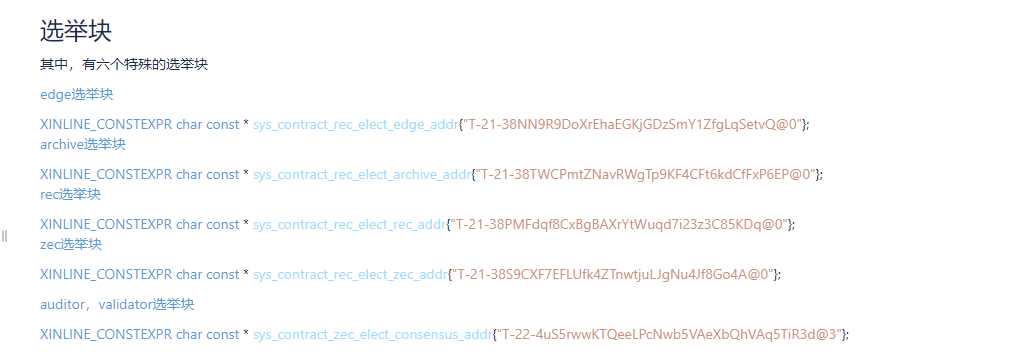 选举块
其中，有六个特殊的选举块
edge选举块
XINLINE_CONSTEXPR char const * sys_contract_rec_elect_edge_addr{"T-21-38NN9R9DoXrEhaEGKjGDzSmY1ZfgLqSetvQ@0"};
archive选举块
XINLINE_CONSTEXPR char const * sys_contract_rec_elect_archive_addr{"T-21-38TWCPmtZNavRWgTp9KF4CFt6kdCfFxP6EP@0"};
rec选举块
XINLINE_CONSTEXPR char const * sys_contract_rec_elect_rec_addr{"T-21-38PMFdqf8CxBgBAXrYtWuqd7i23z3C85KDq@0"};
zec选举块
XINLINE_CONSTEXPR char const * sys_contract_rec_elect_zec_addr{"T-21-38S9CXF7EFLUfk4ZTnwtjuLJgNu4Jf8Go4A@0"};
auditor，validator选举块
XINLINE_CONSTEXPR char const * sys_contract_zec_elect_consensus_addr{"T-22-4uS5rwwKTQeeLPcNwb5VAeXbQhVAq5TiR3d@3"};